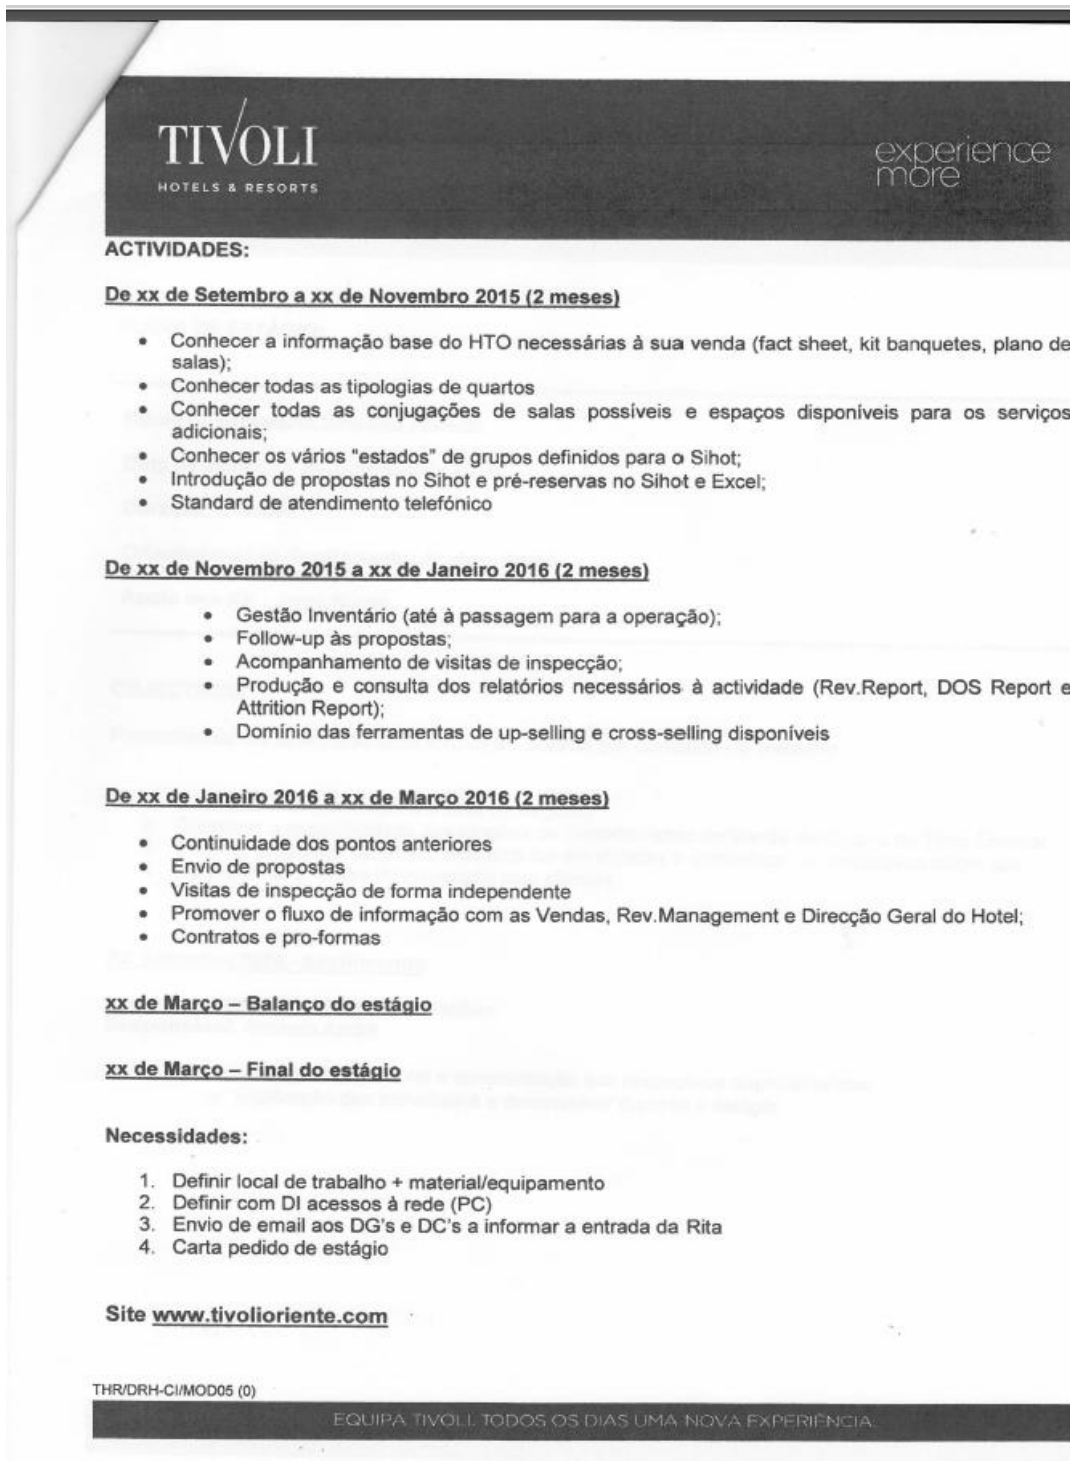 TIVOLI
HOTELS & RESORTS
experience
more
ACTIVIDADES:
De xx de Setembro a xx de Novembro 2015 (2 meses)
• Conhecer a informação base do HTO necessárias à sua venda (fact sheet, kit banquetes, plano de
salas);
• Conhecer todas as tipologias de quartos
• Conhecer todas as conjugações de salas possíveis e espaços disponíveis para os serviços
adicionais;
• Conhecer os vários "estados" de grupos definidos para o Sihot;
• Introdução de propostas no Sihot e pré-reservas no Sihot e Excel;
• Standard de atendimento telefónico
De xx de Novembro 2015 a xx de Janeiro 2016 (2 meses)
• Gestão Inventário (até à passagem para a operação);
• Follow-up às propostas;
• Acompanhamento de visitas de inspecção;
• Produção e consulta dos relatórios necessários à actividade (Rev.Report, DOS Report e
Attrition Report);
• Domínio das ferramentas de up-selling e cross-selling disponíveis
De xx de Janeiro 2016 a xx de Março 2016 (2 meses)
• Continuidade dos pontos anteriores
• Envio de propostas
• Visitas de inspecção de forma independente
• Promover o fluxo de informação com as Vendas, Rev.Management e Direcção Geral do Hotel;
• Contratos e pro-formas
xx de Março – Balanço do estágio
xx de Março – Final do estágio
Necessidades:
1. Definir local de trabalho + material/equipamento
2. Definir com DI acessos à rede (PC)
3. Envio de email aos DG's e DC's a informar a entrada da Rita
4. Carta pedido de estágio
Site www.tivolioriente.com
THR/DRH-CI/MOD05 (0)
EQUIPA TIVOLI. TODOS OS DIAS UMA NOVA EXPERIÊNCIA.